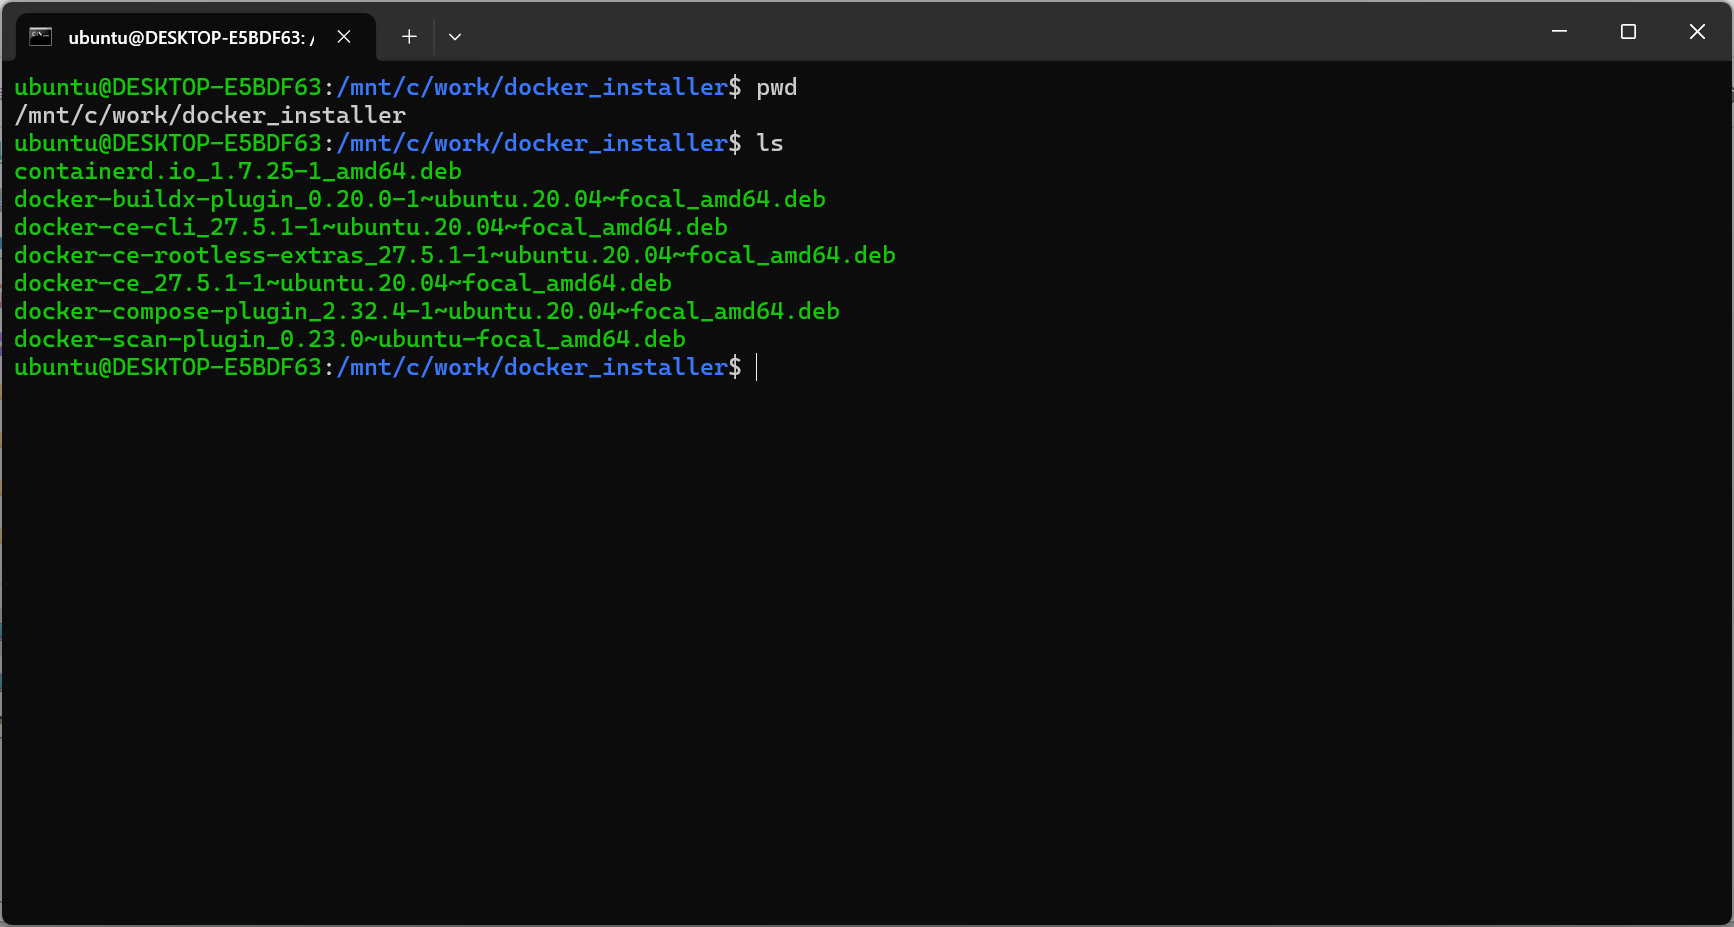 ubuntu@DESKTOP-E5BDF63: /
ubuntu@DESKTOP-E5BDF63:/mnt/c/work/docker_installer$ pwd
/mnt/c/work/docker_installer
ubuntu@DESKTOP-E5BDF63:/mnt/c/work/docker_installer$ ls
containerd.io_1.7.25-1_amd64.deb
docker-buildx-plugin_0.20.0-1~ubuntu.20.04~focal_amd64.deb
docker-ce-cli_27.5.1-1~ubuntu.20.04~focal_amd64.deb
docker-ce-rootless-extras_27.5.1-1~ubuntu.20.04~focal_amd64.deb
docker-ce_27.5.1-1~ubuntu.20.04~focal_amd64.deb
docker-compose-plugin_2.32.4-1~ubuntu.20.04~focal_amd64.deb
docker-scan-plugin_0.23.0~ubuntu-focal_amd64.deb
ubuntu@DESKTOP-E5BDF63:/mnt/c/work/docker_installer$